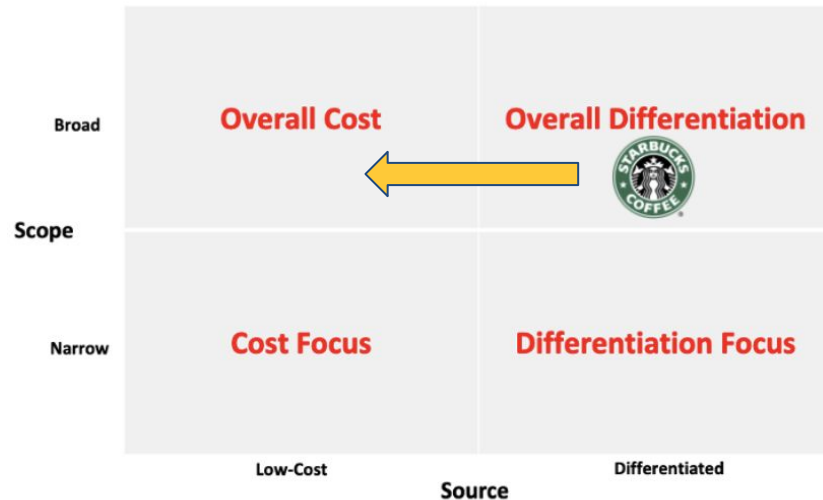 Broad
Overall Cost
Overall Differentiation
STARBUCKS
COFFEE
®
Scope
Narrow
Cost Focus
Differentiation Focus
Low-Cost
Differentiated
Source